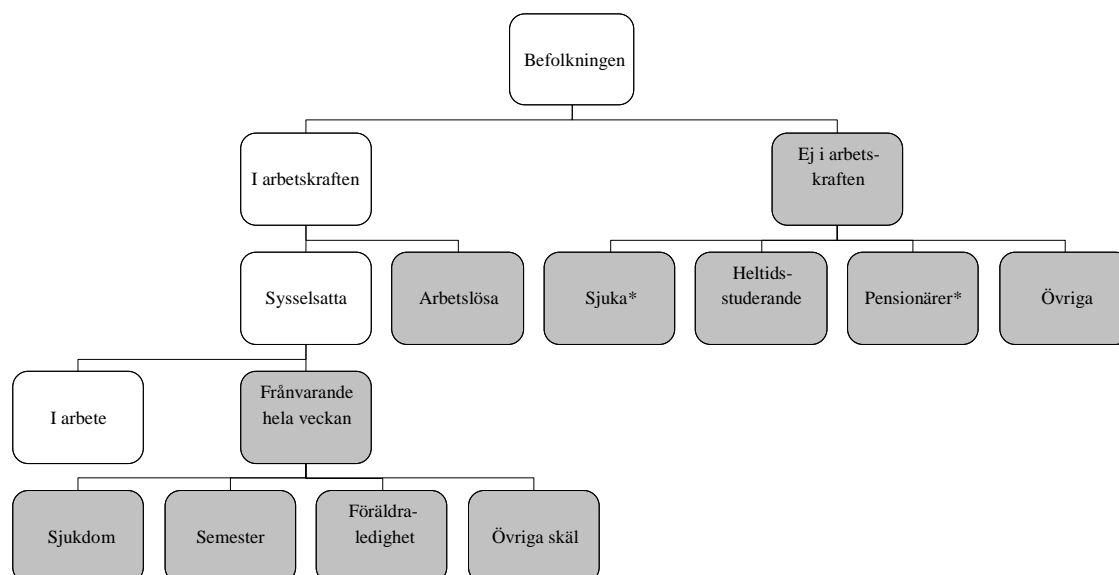 Befolkningen
I arbetskraften
Ej i arbets-
kraften
Sysselsatta
Arbetslösa
Sjuka*
Heltids-
studerande
Pensionärer*
Övriga
I arbete
Frånvarande
hela veckan
Sjukdom
Semester
Föräldra-
ledighet
Övriga skäl